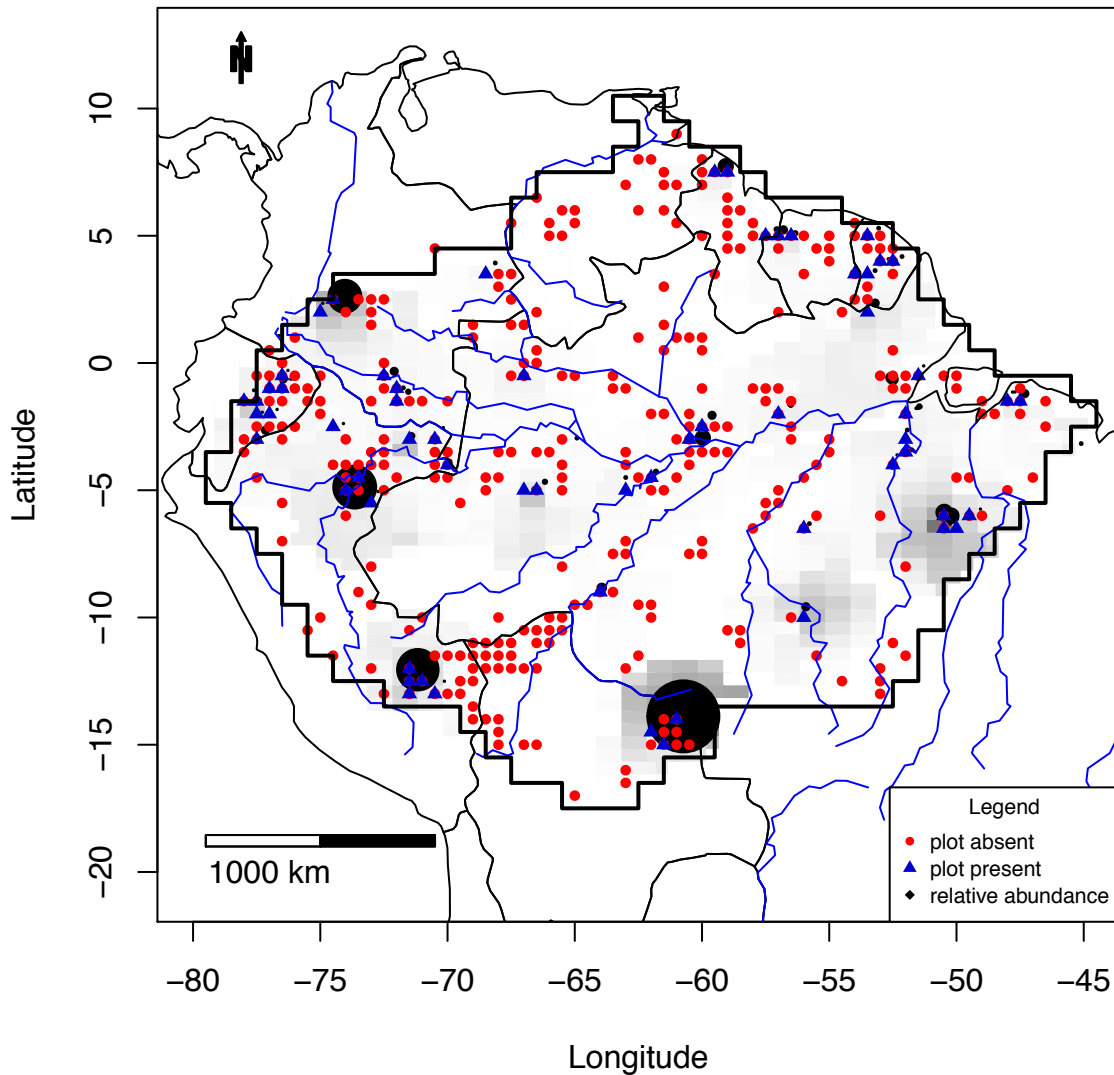 N
10
5
0
−5
−10
−15
−20
Latitude
1000 km
Legend
plot absent
plot present
relative abundance
−80 −75 −70 −65 −60 −55 −50 −45
Longitude